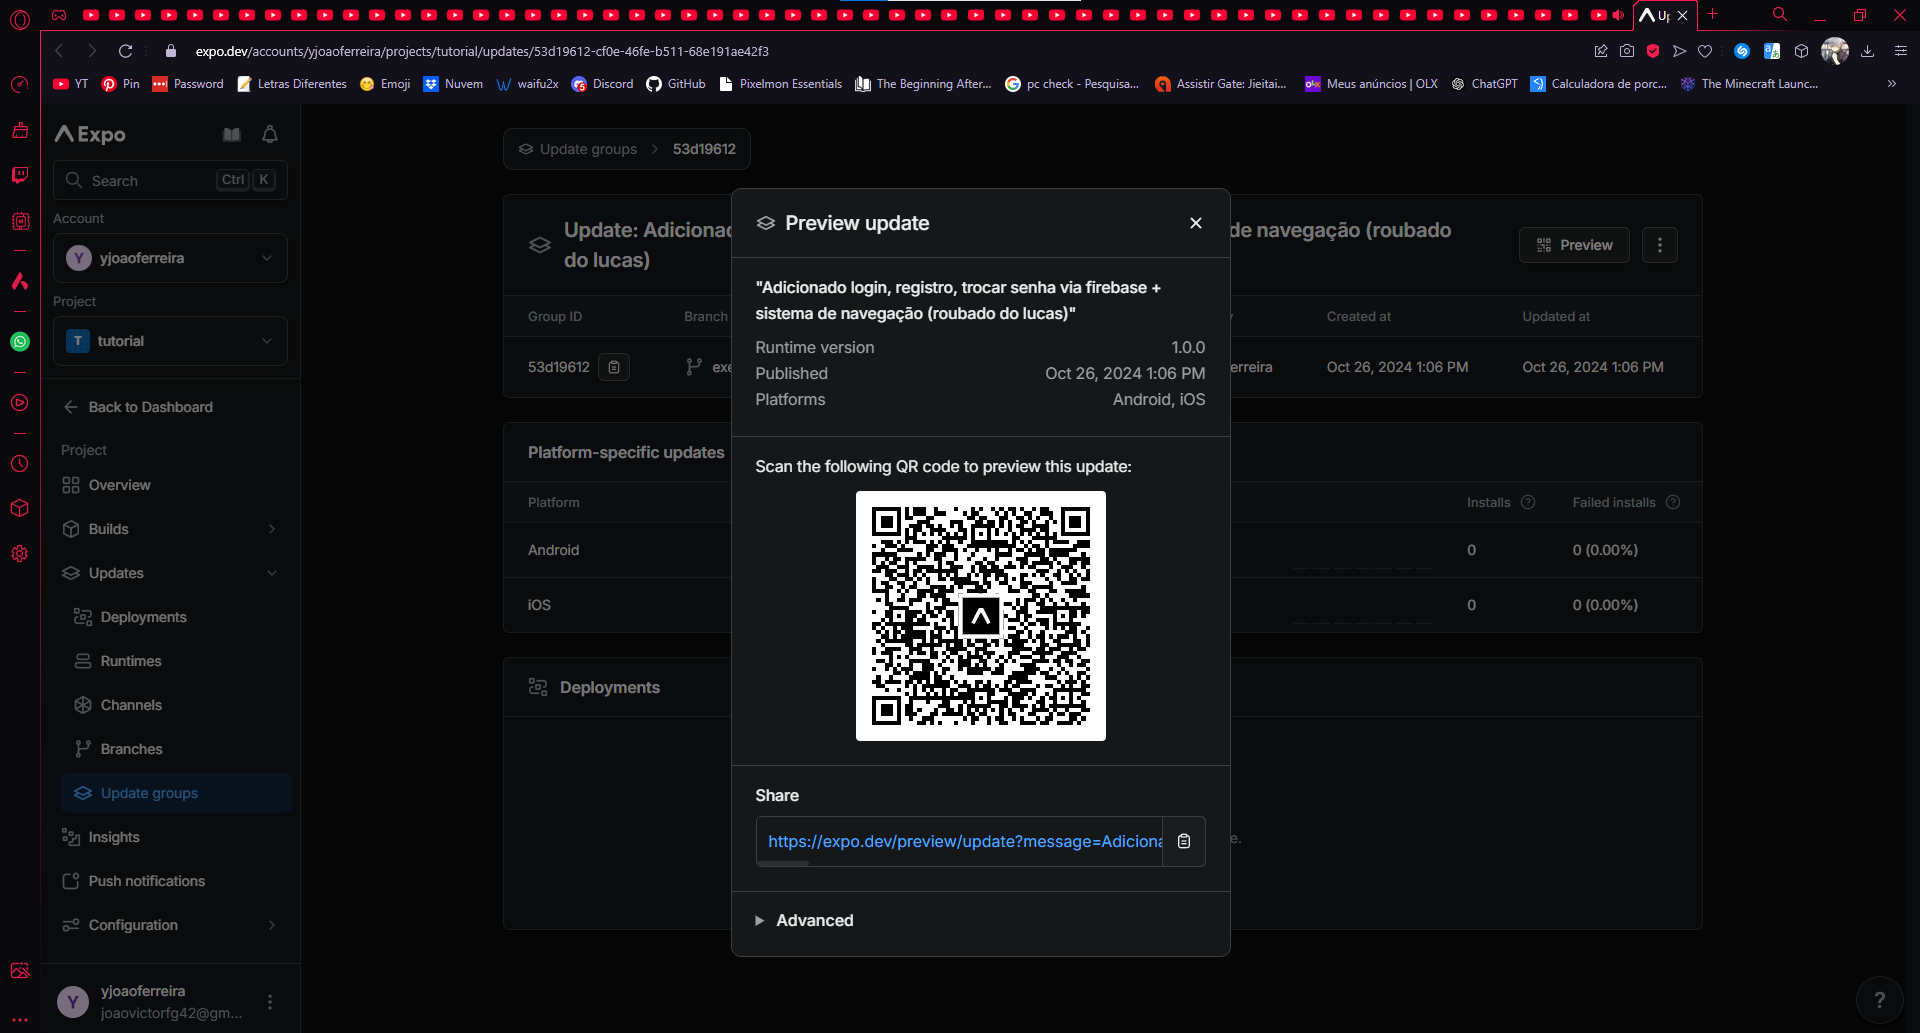 Up
expo.dev/accounts/yjoaoferreira/projects/tutorial/updates/53d19612-cf0e-46fe-b511-68e191ae42f3
YT
Pin
Password
Letras Diferentes
Emoji
Nuvem
waifu2x
Discord
GitHub
Pixelmon Essentials
The Beginning After...
pc check - Pesquisa...
Assistir Gate: Jieitai...
Meus anúncios | OLX
ChatGPT
Calculadora de porc...
The Minecraft Launc...
Expo
Search
Ctrl K
Account
Y yjoaoferreira
Project
T tutorial
Back to Dashboard
Project
Overview
Builds
Updates
Deployments
Runtimes
Channels
Branches
Update groups
Insights
Push notifications
Configuration
Y yjoaoferreira
joaovictorfg42@gm...
Update groups > 53d19612
Update: Adicionad
de navegação (roubado
do lucas)
Preview
Group ID
Branch
Created at
Updated at
53d19612
exe
erreira
Oct 26, 2024 1:06 PM
Oct 26, 2024 1:06 PM
Platform-specific updates
Platform
Installs
Failed installs
Android
0
0 (0.00%)
iOS
0
0 (0.00%)
Deployments
e.
Preview update
"Adicionado login, registro, trocar senha via firebase +
sistema de navegação (roubado do lucas)"
Runtime version 1.0.0
Published Oct 26, 2024 1:06 PM
Platforms Android, iOS
Scan the following QR code to preview this update:
Share
https://expo.dev/preview/update?message=Adiciona
Advanced
?